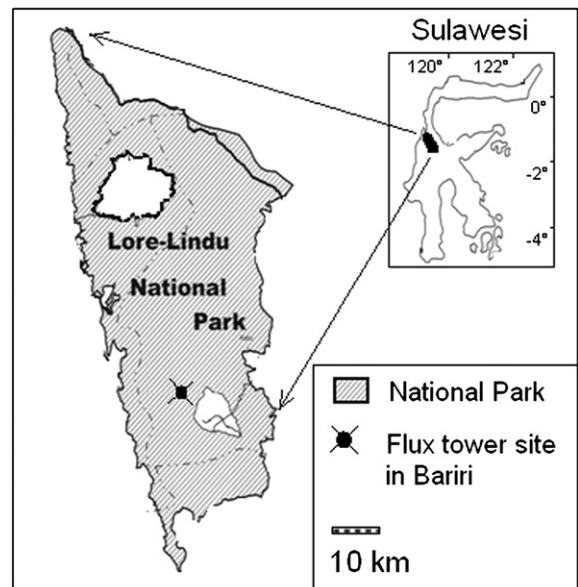 Sulawesi
120° 122°
0°
-2°
-4°
Lore-Lindu
National
Park
National Park
Flux tower site
in Bariri
10 km